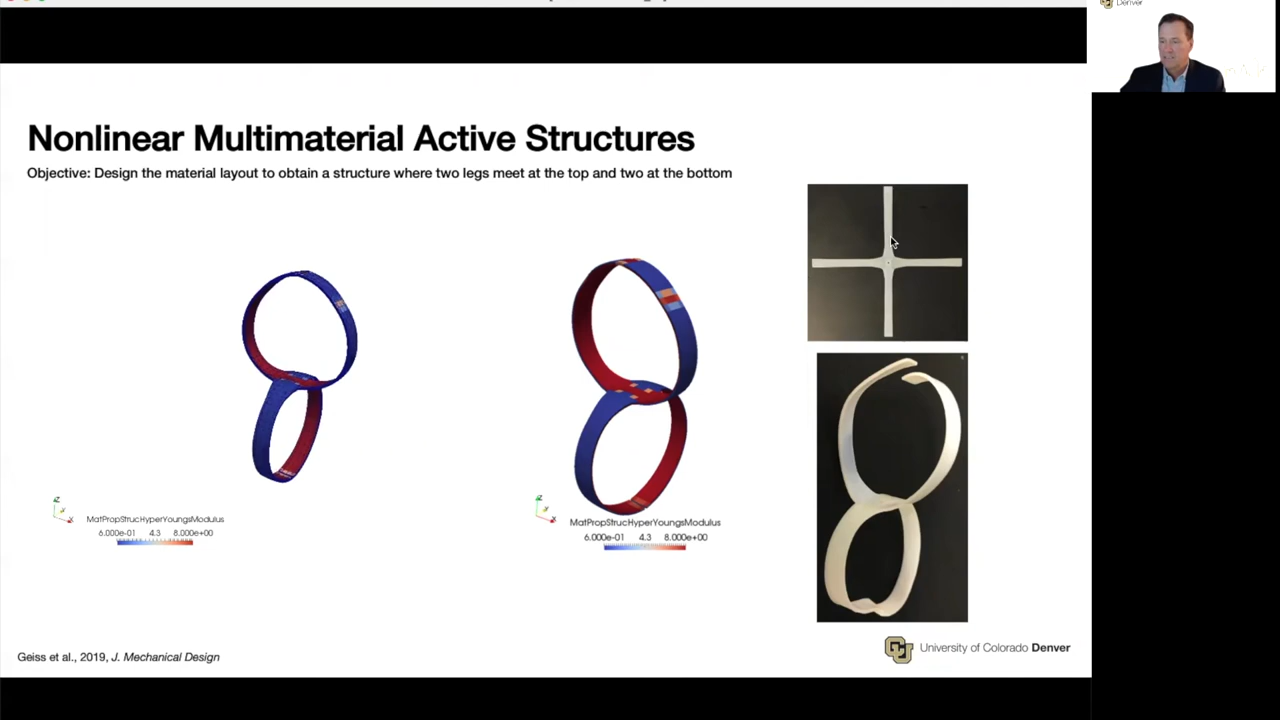 Denver
Nonlinear Multimaterial Active Structures
Objective: Design the material layout to obtain a structure where two legs meet at the top and two at the bottom
Z
Y
X
MatPropStrucHyperYoungsModulus
6.000e-01 4.3 8.000e+00
Z
Y
X
MatPropStrucHyperYoungsModulus
6.000e-01 4.3 8.000e+00
Geiss et al., 2019, J. Mechanical Design
University of Colorado Denver